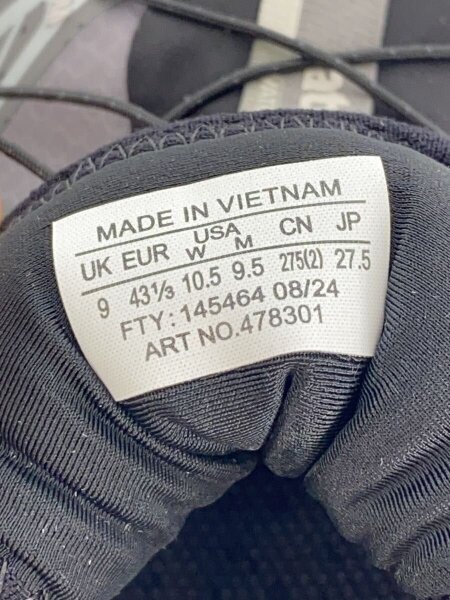 MADE IN VIETNAM
UK EUR USA CN JP
W M
9 43⅓ 10.5 9.5 275(2) 27.5
FTY: 145464 08/24
ART NO.478301